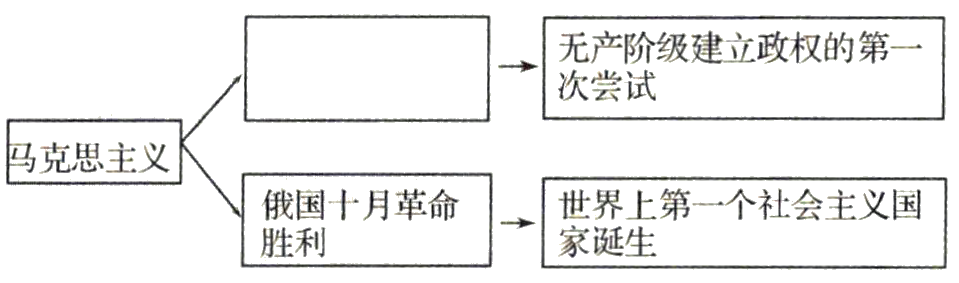 无产阶级建立政权的第一
次尝试
马克思主义
俄国十月革命
胜利
世界上第一个社会主义国
家诞生